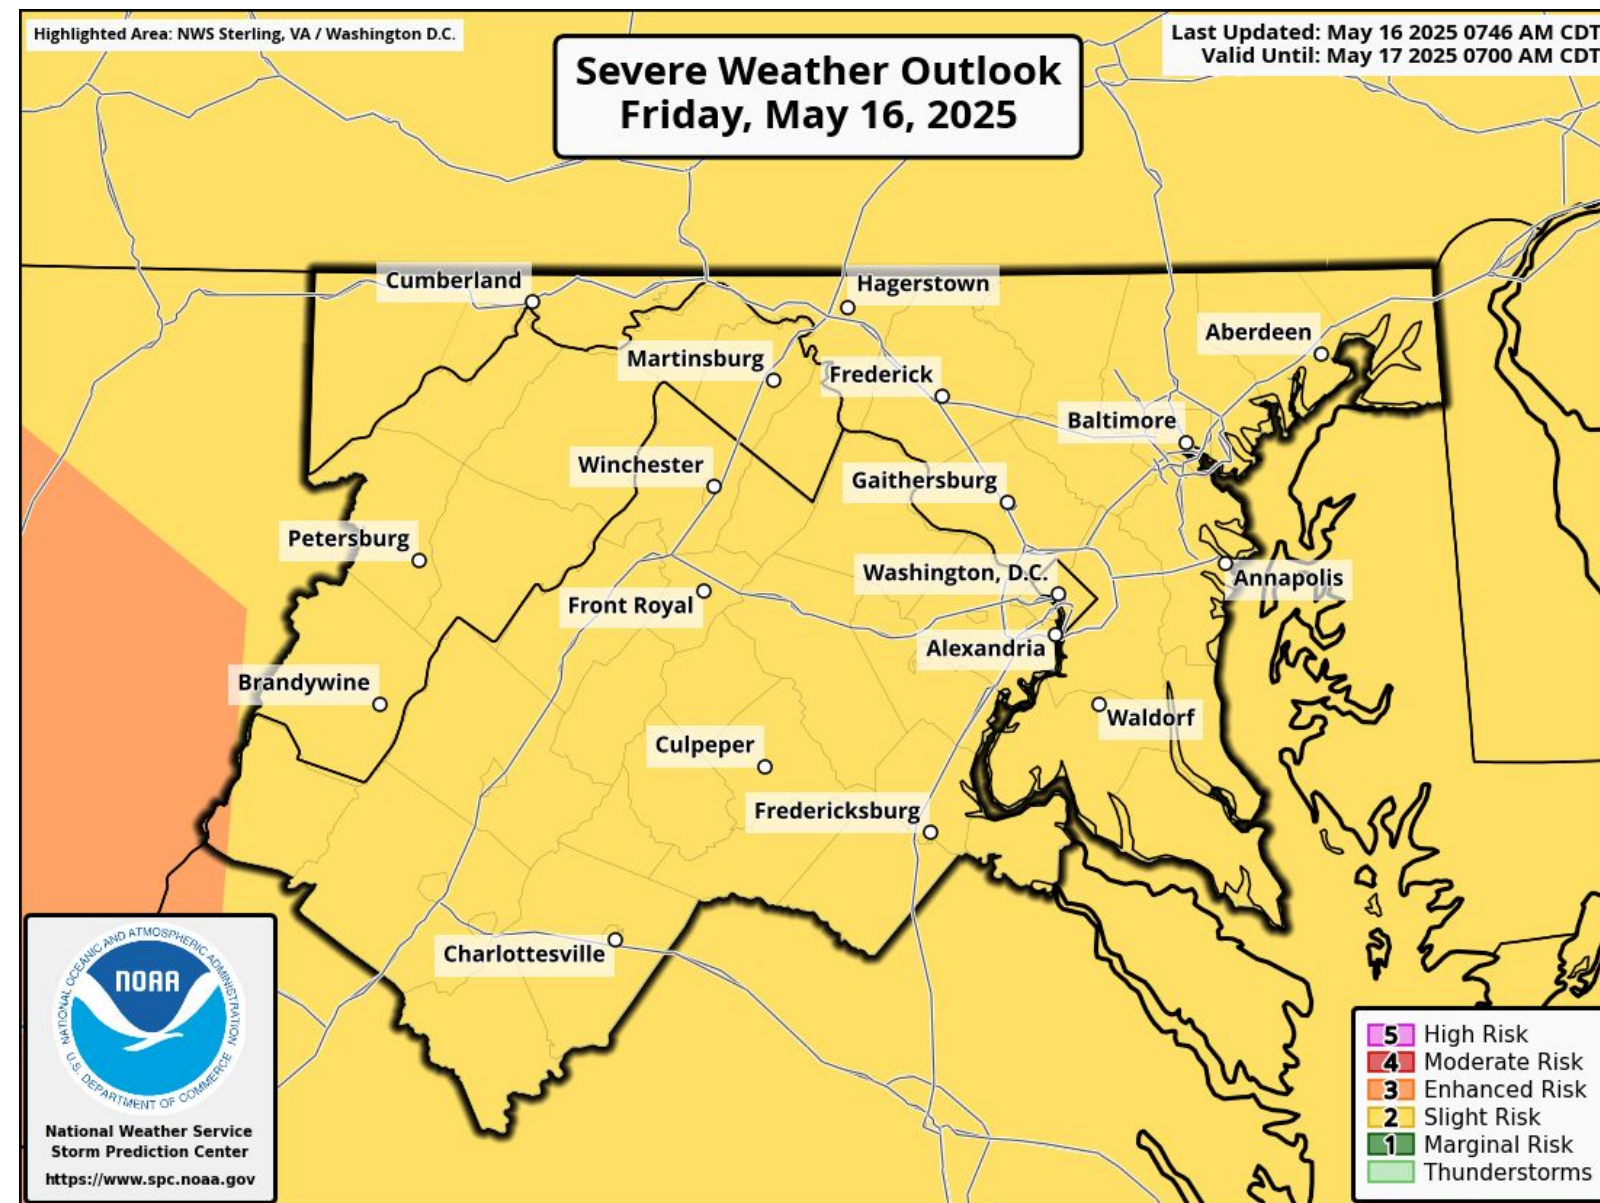 Highlighted Area: NWS Sterling, VA / Washington D.C.
Severe Weather Outlook
Friday, May 16, 2025
Last Updated: May 16 2025 0746 AM CDT
Valid Until: May 17 2025 0700 AM CDT
Cumberland
Hagerstown
Aberdeen
Martinsburg
Frederick
Baltimore
Winchester
Gaithersburg
Petersburg
Washington, D.C.
Annapolis
Front Royal
Alexandria
Brandywine
Waldorf
Culpeper
Fredericksburg
Charlottesville
NATIONAL OCEANIC AND ATMOSPHERIC ADMINISTRATION
NOAA
U.S. DEPARTMENT OF COMMERCE
National Weather Service
Storm Prediction Center
https://www.spc.noaa.gov
5 High Risk
4 Moderate Risk
3 Enhanced Risk
2 Slight Risk
1 Marginal Risk
Thunderstorms